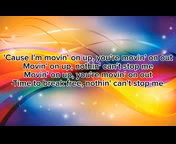 'Cause I'm movin' on up, you're movin' on out
Movin' on up, nothin' can't stop me
Movin' on up, you're movin' on out
Time to break free, nothin' can't stop me